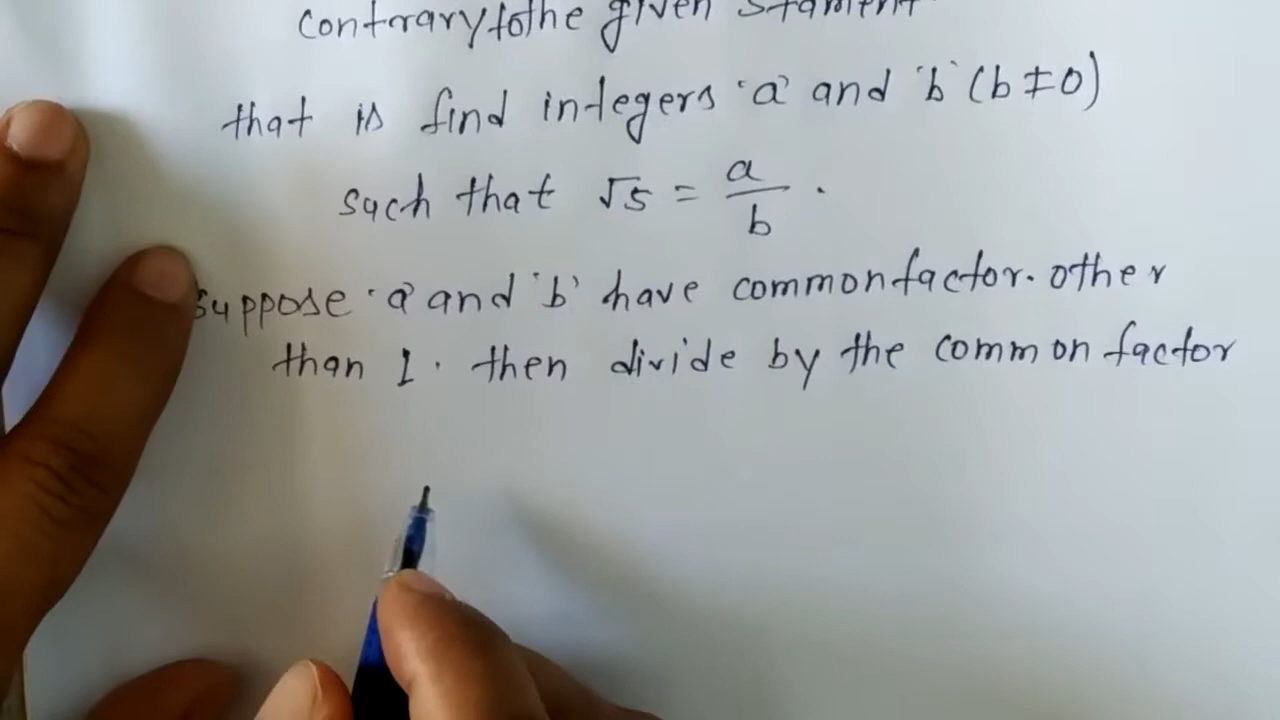 contrary to the given stament
that is find integers 'a' and 'b' (b ≠ 0)
such that √5 = a/b .
Suppose 'a' and 'b' have common factor. other
than 1. then divide by the common factor